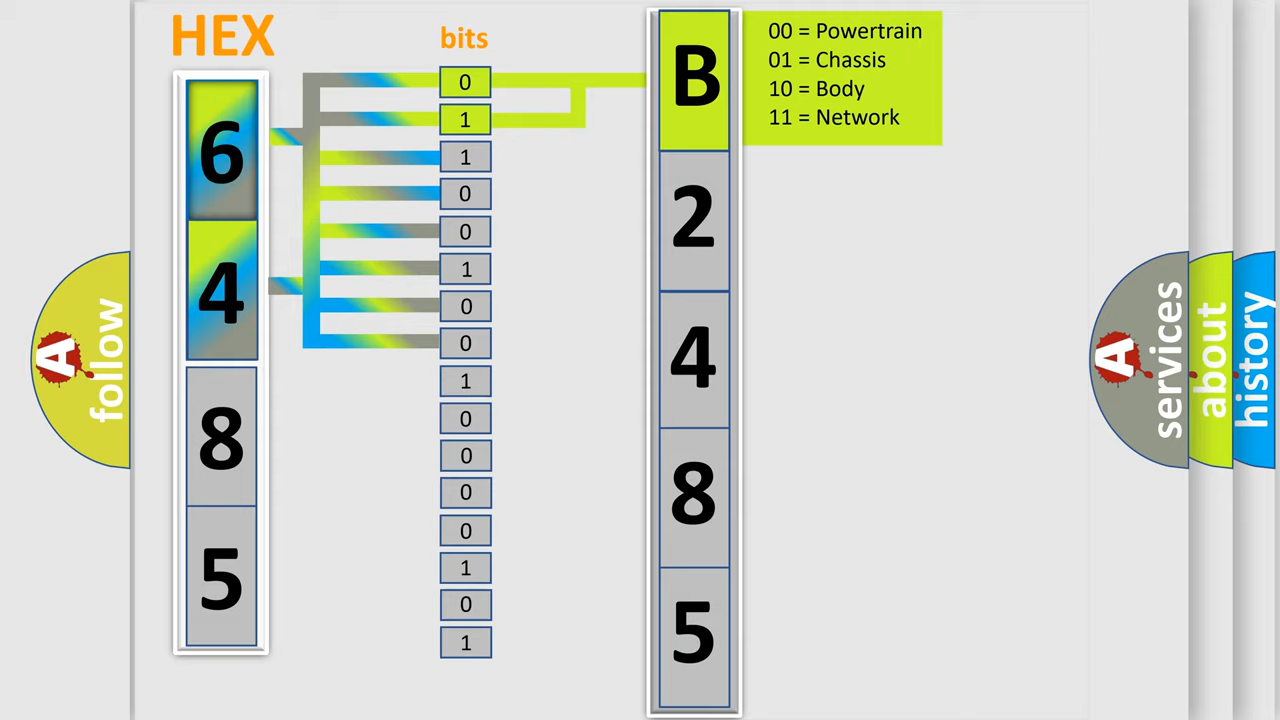 HEX
6
4
8
5
bits
0
1
1
0
0
1
0
0
1
0
0
0
0
1
0
1
B
2
4
8
5
00 = Powertrain
01 = Chassis
10 = Body
11 = Network
A
follow
A
services
about
history